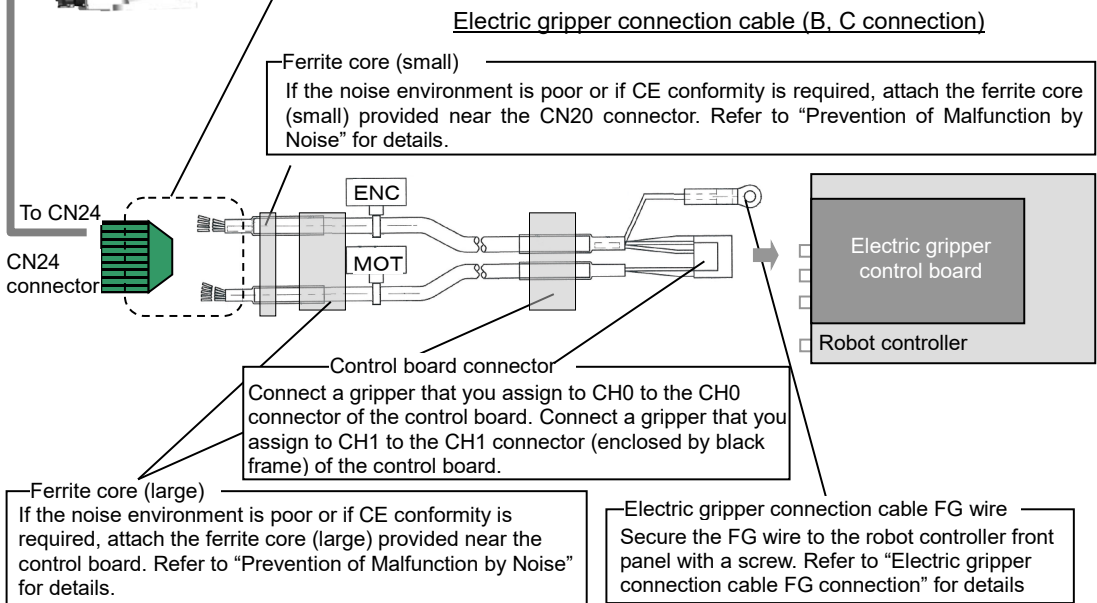 Electric gripper connection cable (B, C connection)
Ferrite core (small)
If the noise environment is poor or if CE conformity is required, attach the ferrite core
(small) provided near the CN20 connector. Refer to “Prevention of Malfunction by
Noise” for details.
To CN24
CN24
connector
ENC
MOT
Electric gripper
control board
Robot controller
Control board connector
Connect a gripper that you assign to CH0 to the CH0
connector of the control board. Connect a gripper that you
assign to CH1 to the CH1 connector (enclosed by black
frame) of the control board.
Ferrite core (large)
If the noise environment is poor or if CE conformity is
required, attach the ferrite core (large) provided near the
control board. Refer to “Prevention of Malfunction by Noise”
for details.
Electric gripper connection cable FG wire
Secure the FG wire to the robot controller front
panel with a screw. Refer to “Electric gripper
connection cable FG connection” for details